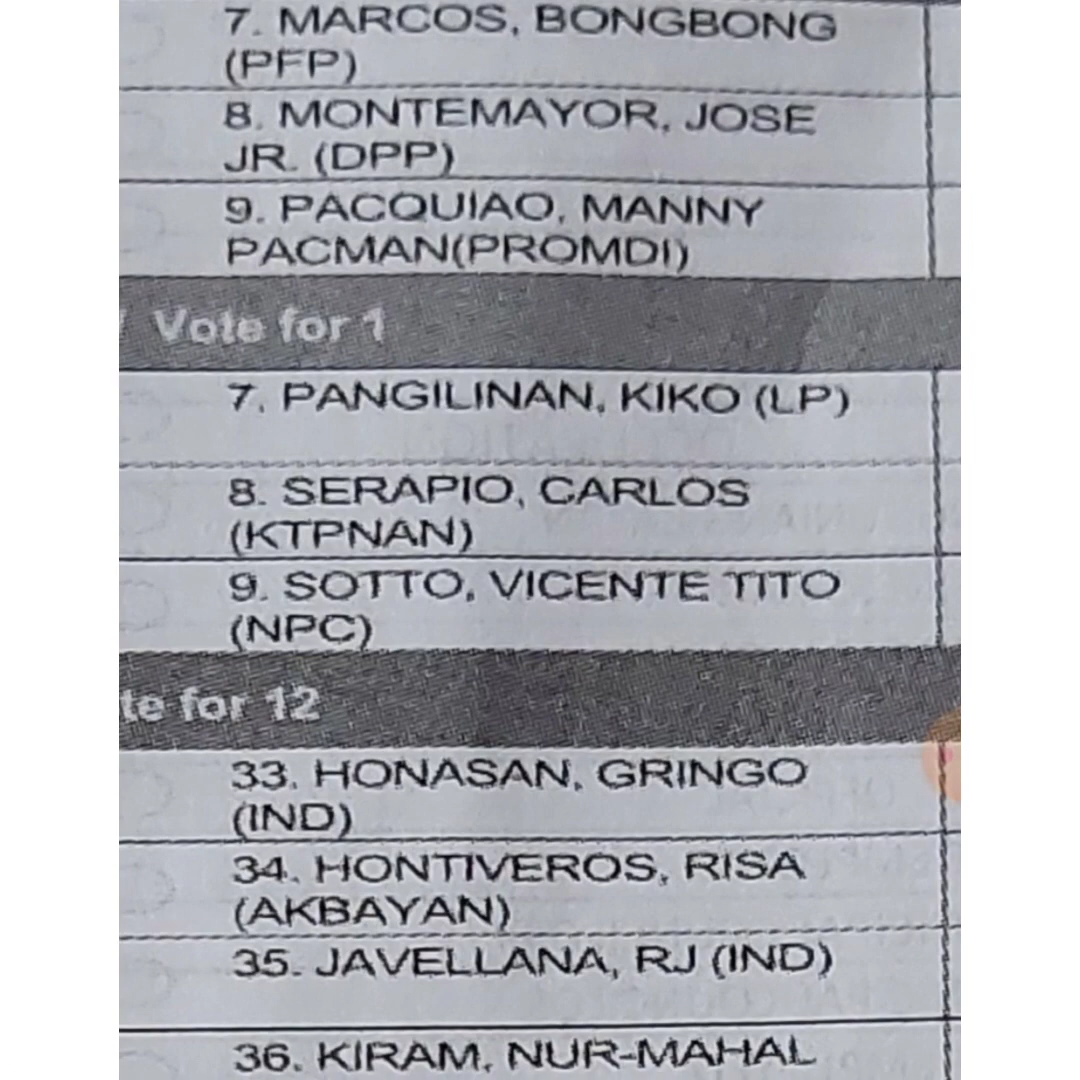 7. MARCOS, BONGBONG
(PFP)
8. MONTEMAYOR, JOSE
JR. (DPP)
9. PACQUIAO, MANNY
PACMAN(PROMDI)
Vote for 1
7. PANGILINAN, KIKO (LP)
8. SERAPIO, CARLOS
(KTPNAN)
9. SOTTO, VICENTE TITO
(NPC)
te for 12
33. HONASAN, GRINGO
(IND)
34. HONTIVEROS, RISA
(AKBAYAN)
35. JAVELLANA, RJ (IND)
36. KIRAM, NUR-MAHAL